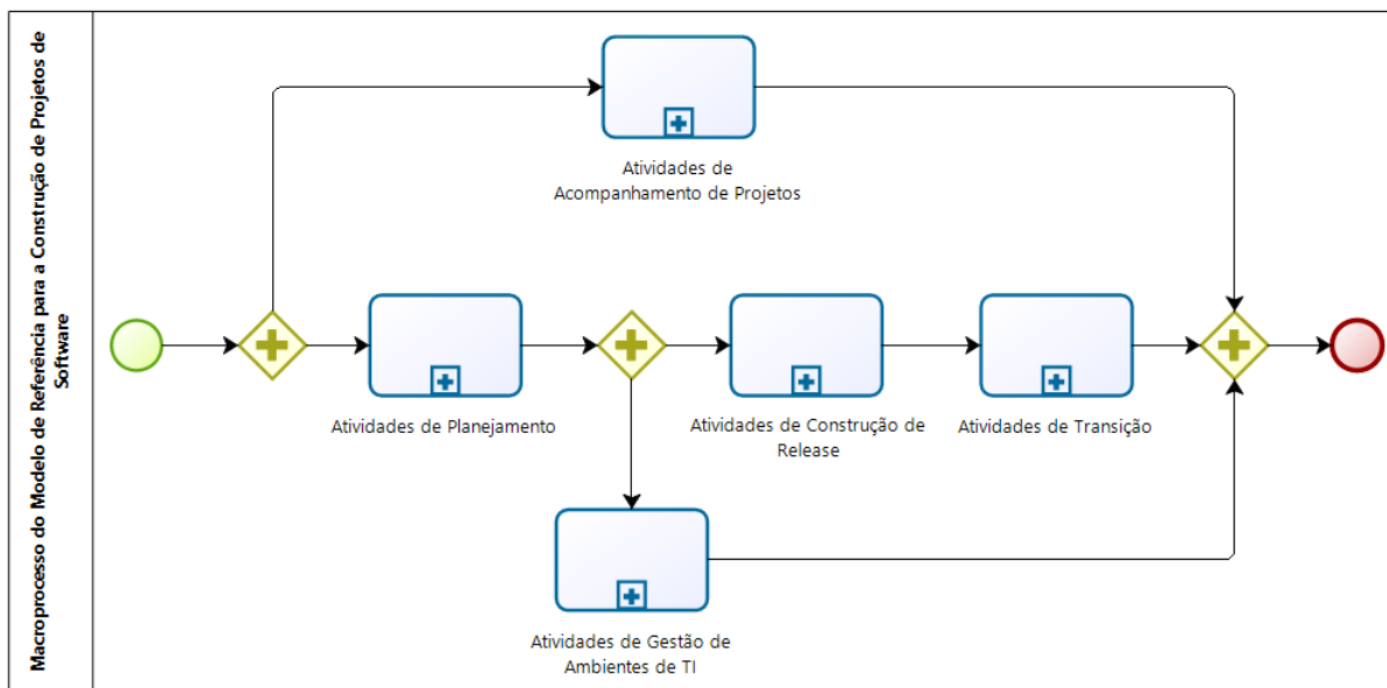 Macroprocesso do Modelo de Referência para a Construção de Projetos de
Software
Atividades de
Acompanhamento de Projetos
Atividades de Planejamento
Atividades de Construção de
Release
Atividades de Transição
Atividades de Gestão de
Ambientes de TI